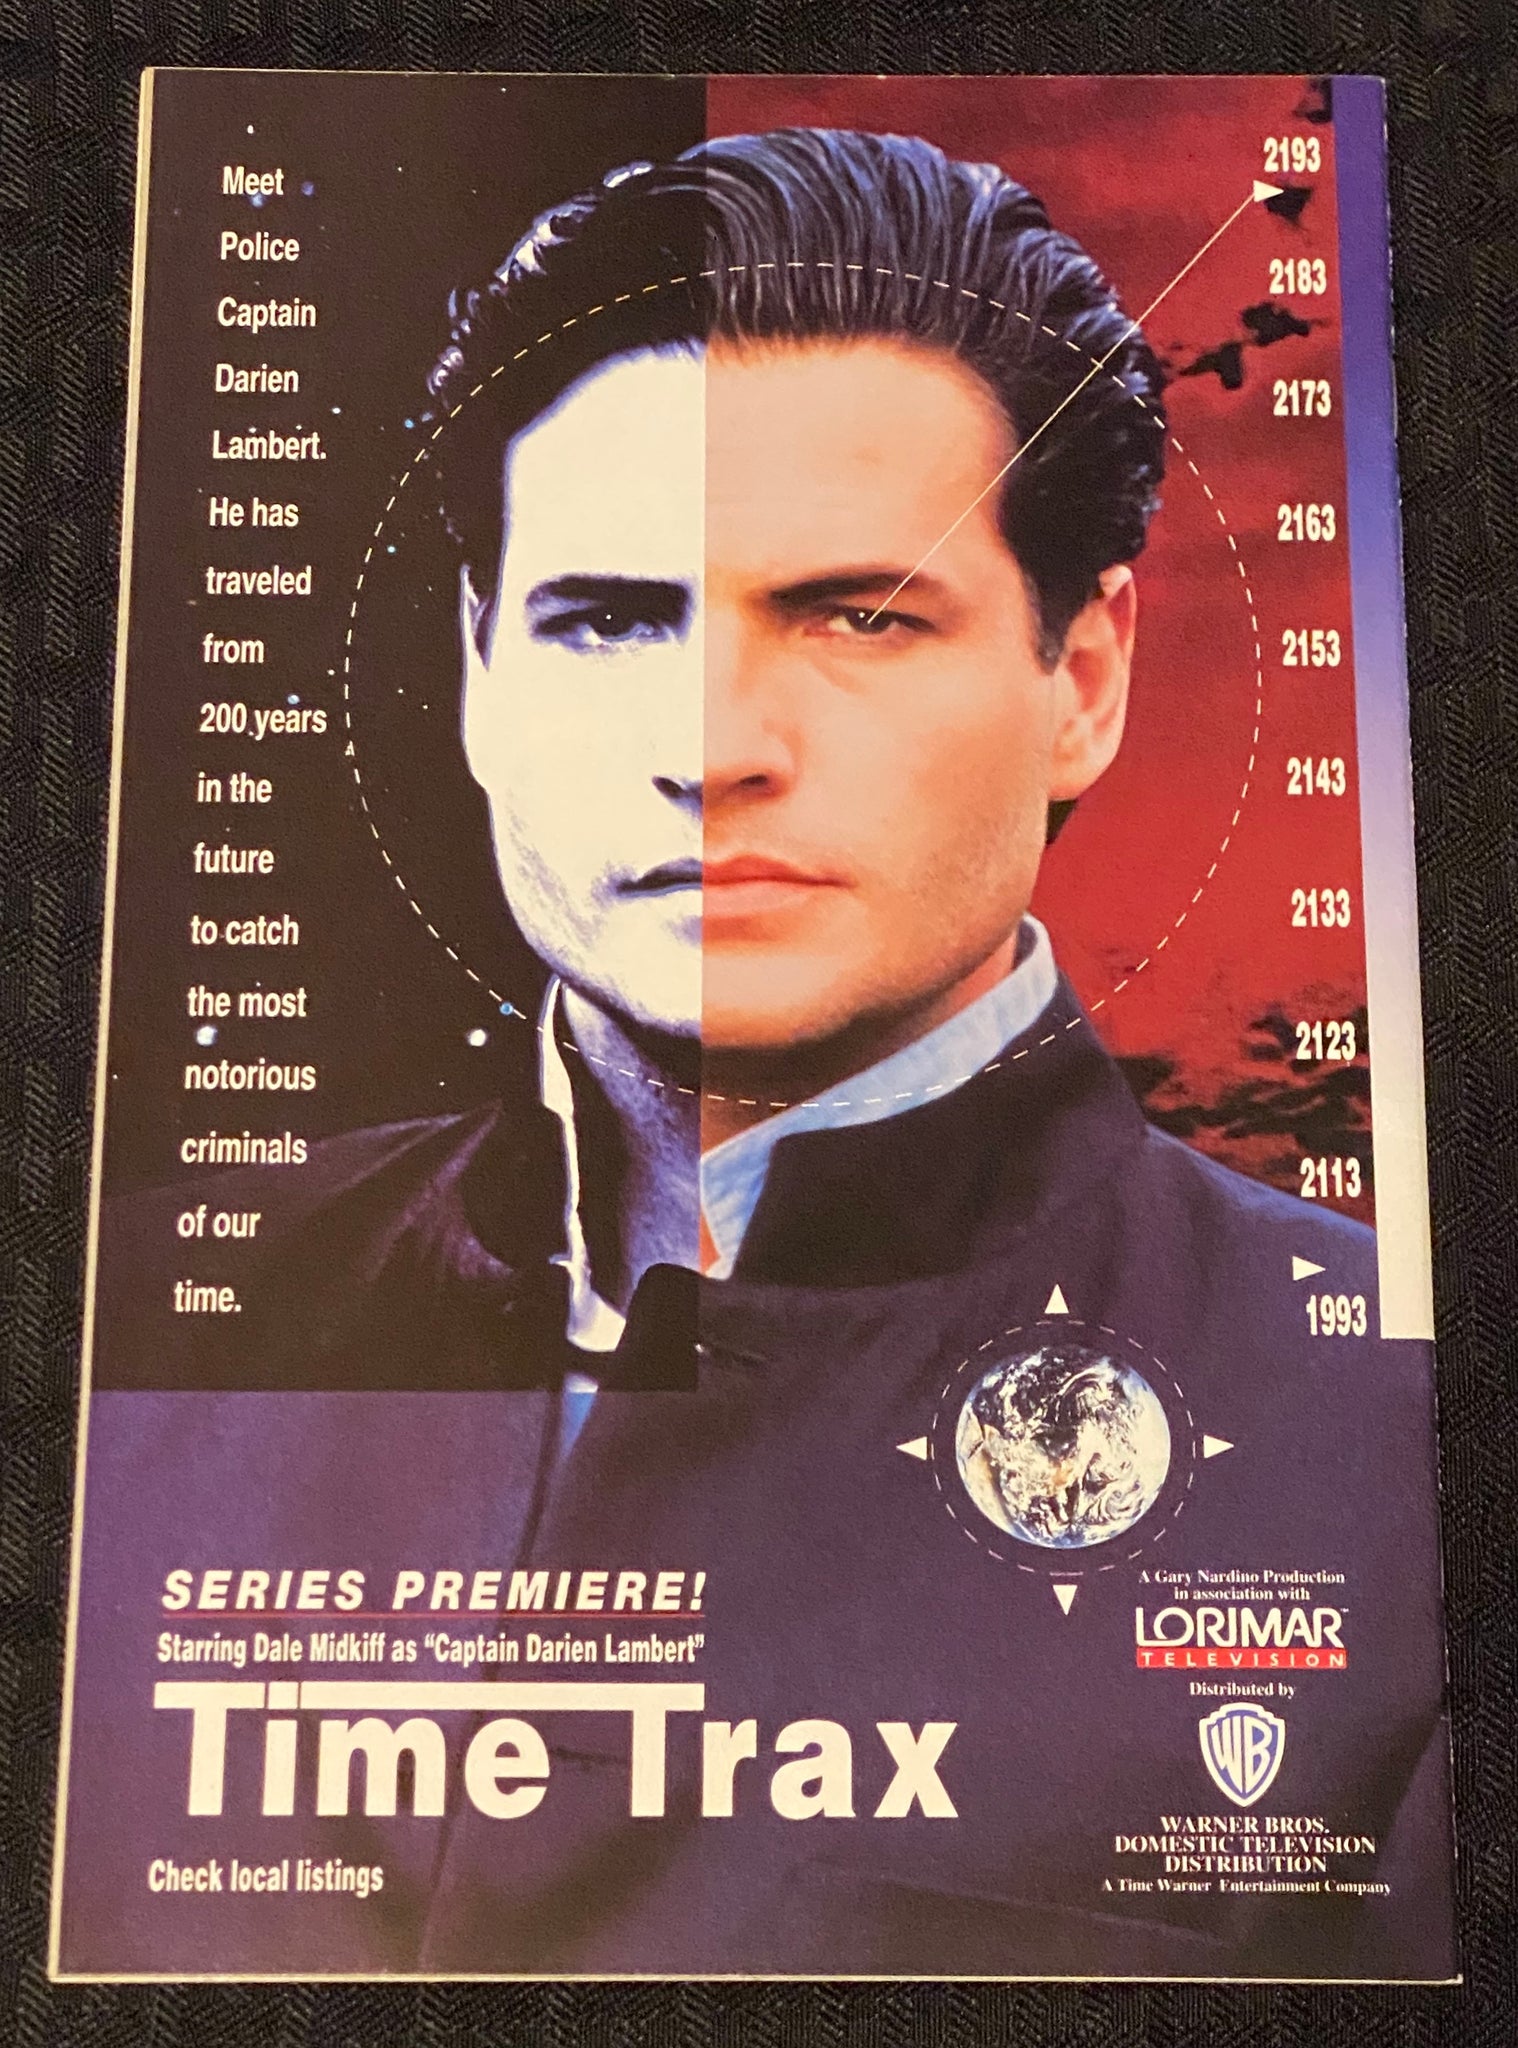 Meet
Police
Captain
Darien
Lambert.
He has
traveled
from
200 years
in the
future
to catch
the most
notorious
criminals
of our
time.
2193
2183
2173
2163
2153
2143
2133
2123
2113
1993
SERIES PREMIERE!
Starring Dale Midkiff as "Captain Darien Lambert"
Time Trax
Check local listings
A Gary Nardino Production
in association with
LORIMAR™
TELEVISION
Distributed by
WB
WARNER BROS.
DOMESTIC TELEVISION
DISTRIBUTION
A Time Warner Entertainment Company